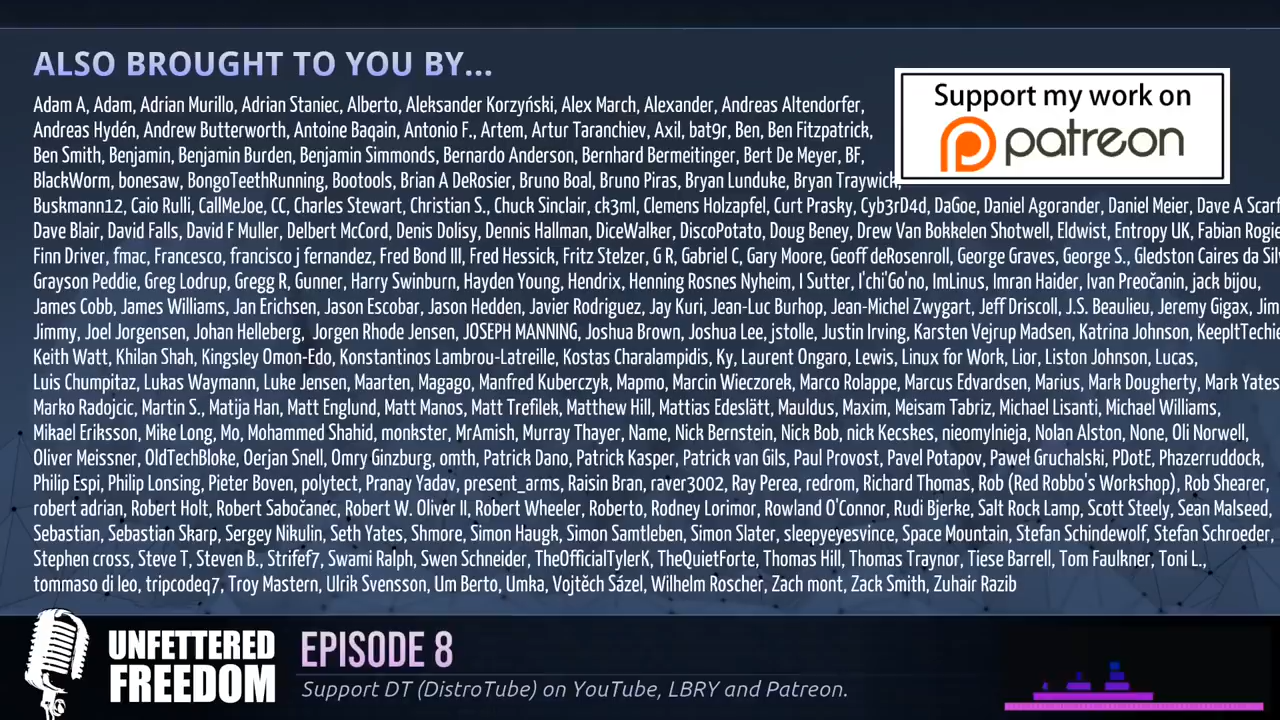 ALSO BROUGHT TO YOU BY...
Adam A, Adam, Adrian Murillo, Adrian Staniec, Alberto, Aleksander Korzyński, Alex March, Alexander, Andreas Altendorfer,
Andreas Hydén, Andrew Butterworth, Antoine Baqain, Antonio F., Artem, Artur Taranchiev, Axil, bat9r, Ben, Ben Fitzpatrick,
Ben Smith, Benjamin, Benjamin Burden, Benjamin Simmonds, Bernardo Anderson, Bernhard Bermeitinger, Bert De Meyer, BF,
BlackWorm, bonesaw, BongoTeethRunning, Bootools, Brian A DeRosier, Bruno Boal, Bruno Piras, Bryan Lunduke, Bryan Traywick,
Support my work on
patreon
Buskmann12, Caio Rulli, CallMeJoe, CC, Charles Stewart, Christian S., Chuck Sinclair, ck3ml, Clemens Holzapfel, Curt Prasky, Cyb3rD4d, DaGoe, Daniel Agorander, Daniel Meier, Dave A Scarf
Dave Blair, David Falls, David F Muller, Delbert McCord, Denis Dolisy, Dennis Hallman, DiceWalker, DiscoPotato, Doug Beney, Drew Van Bokkelen Shotwell, Eldwist, Entropy UK, Fabian Rogie
Finn Driver, fmac, Francesco, francisco j fernandez, Fred Bond III, Fred Hessick, Fritz Stelzer, G R, Gabriel C, Gary Moore, Geoff deRosenroll, George Graves, George S., Gledston Caires da
Grayson Peddie, Greg Lodrup, Gregg R, Gunner, Harry Swinburn, Hayden Young, Hendrix, Henning Rosnes Nyheim, I Sutter, I'chi'Go'no, ImLinus, Imran Haider, Ivan Preočanin, jack bijou,
James Cobb, James Williams, Jan Erichsen, Jason Escobar, Jason Hedden, Javier Rodriguez, Jay Kuri, Jean-Luc Burhop, Jean-Michel Zwygart, Jeff Driscoll, J.S. Beaulieu, Jeremy Gigax, Jim
Jimmy, Joel Jorgensen, Johan Helleberg, Jorgen Rhode Jensen, JOSEPH MANNING, Joshua Brown, Joshua Lee, jstolle, Justin Irving, Karsten Vejrup Madsen, Katrina Johnson, KeepItTechie
Keith Watt, Khilan Shah, Kingsley Omon-Edo, Konstantinos Lambrou-Latreille, Kostas Charalampidis, Ky, Laurent Ongaro, Lewis, Linux for Work, Lior, Liston Johnson, Lucas,
Luis Chumpitaz, Lukas Waymann, Luke Jensen, Maarten, Magago, Manfred Kuberczyk, Mapmo, Marcin Wieczorek, Marco Rolappe, Marcus Edvardsen, Marius, Mark Dougherty, Mark Yates
Marko Radojcic, Martin S., Matija Han, Matt Englund, Matt Manos, Matt Trefilek, Matthew Hill, Mattias Edeslätt, Mauldus, Maxim, Meisam Tabriz, Michael Lisanti, Michael Williams,
Mikael Eriksson, Mike Long, Mo, Mohammed Shahid, monkster, MrAmish, Murray Thayer, Name, Nick Bernstein, Nick Bob, nick Kecskes, nieomylnieja, Nolan Alston, None, Oli Norwell,
Oliver Meissner, OldTechBloke, Oerjan Snell, Omry Ginzburg, omth, Patrick Dano, Patrick Kasper, Patrick van Gils, Paul Provost, Pavel Potapov, Paweł Gruchalski, PDotE, Phazerruddock,
Philip Espi, Philip Lonsing, Pieter Boven, polytect, Pranay Yadav, present_arms, Raisin Bran, raver3002, Ray Perea, redrom, Richard Thomas, Rob (Red Robbo's Workshop), Rob Shearer,
robert adrian, Robert Holt, Robert Sabočanec, Robert W. Oliver II, Robert Wheeler, Roberto, Rodney Lorimor, Rowland O'Connor, Rudi Bjerke, Salt Rock Lamp, Scott Steely, Sean Malseed,
Sebastian, Sebastian Skarp, Sergey Nikulin, Seth Yates, Shmore, Simon Haugk, Simon Samtleben, Simon Slater, sleepyeyesvince, Space Mountain, Stefan Schindewolf, Stefan Schroeder,
Stephen cross, Steve T, Steven B., Strifef7, Swami Ralph, Swen Schneider, TheOfficialTylerK, TheQuietForte, Thomas Hill, Thomas Traynor, Tiese Barrell, Tom Faulkner, Toni L.,
tommaso di leo, tripcodeq7, Troy Mastern, Ulrik Svensson, Um Berto, Umka, Vojtěch Sázel, Wilhelm Roscher, Zach mont, Zack Smith, Zuhair Razib
UNFETTERED
FREEDOM
EPISODE 8
Support DT (DistroTube) on YouTube, LBRY and Patreon.